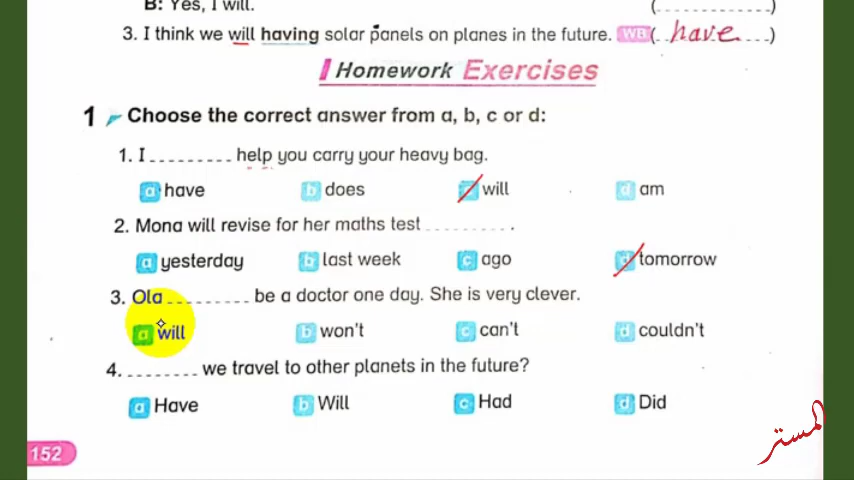 B: Yes, I will. (............)
3. I think we will having solar panels on planes in the future. WB (. have ...)
Homework Exercises
1 Choose the correct answer from a, b, c or d:
1. I ......... help you carry your heavy bag.
a have b does c will d am
2. Mona will revise for her maths test ......... .
a yesterday b last week c ago d tomorrow
3. Ola ......... be a doctor one day. She is very clever.
a will b won't c can't d couldn't
4. ........ we travel to other planets in the future?
a Have b Will c Had d Did
المستر
152